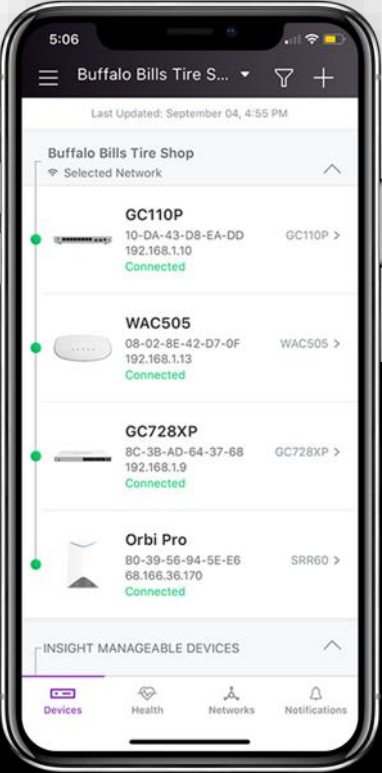 5:06
Buffalo Bills Tire S...
Last Updated: September 04, 4:55 PM
Buffalo Bills Tire Shop
Selected Network
GC110P
10-DA-43-D8-EA-DD
GC110P >
192.168.1.10
Connected
WAC505
08-02-8E-42-D7-0F
WAC505 >
192.168.1.13
Connected
GC728XP
8C-3B-AD-64-37-68
GC728XP >
192.168.1.9
Connected
Orbi Pro
B0-39-56-94-5E-E6
SRR60 >
68.166.36.170
Connected
INSIGHT MANAGEABLE DEVICES
Devices
Health
Networks
Notifications